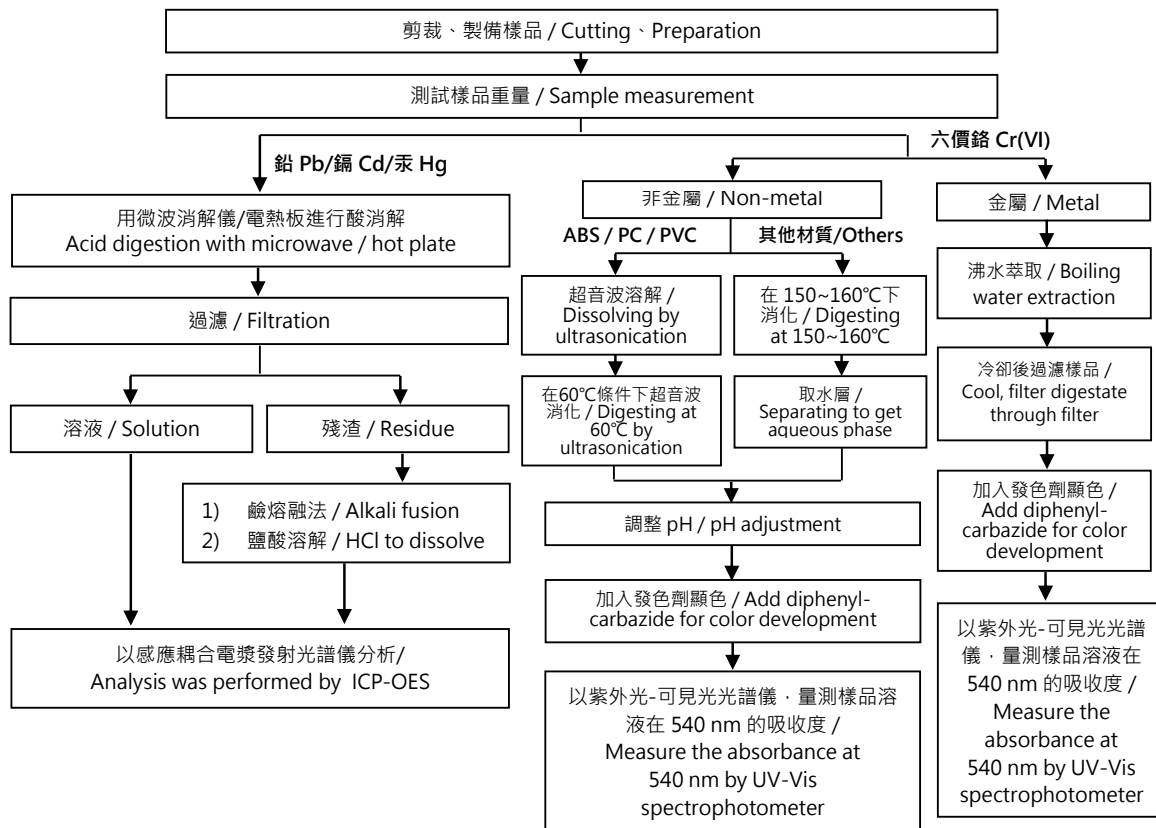 剪裁、製備樣品 / Cutting、Preparation
測試樣品重量 / Sample measurement
鉛 Pb/鎘 Cd/汞 Hg
六價鉻 Cr(VI)
用微波消解儀/電熱板進行酸消解
Acid digestion with microwave / hot plate
過濾 / Filtration
溶液 / Solution
殘渣 / Residue
1) 鹼熔融法 / Alkali fusion
2) 鹽酸溶解 / HCl to dissolve
以感應耦合電漿發射光譜儀分析/
Analysis was performed by ICP-OES
非金屬 / Non-metal
ABS / PC / PVC
其他材質/Others
超音波溶解 /
Dissolving by
ultrasonication
在60℃條件下超音波
消化 / Digesting at
60℃ by
ultrasonication
在 150~160℃下
消化 / Digesting
at 150~160℃
取水層 /
Separating to get
aqueous phase
調整 pH / pH adjustment
加入發色劑顯色 / Add diphenyl-
carbazide for color development
以紫外光-可見光光譜儀，量測樣品溶
液在 540 nm 的吸收度 /
Measure the absorbance at
540 nm by UV-Vis
spectrophotometer
金屬 / Metal
沸水萃取 / Boiling
water extraction
冷卻後過濾樣品 /
Cool, filter digestate
through filter
加入發色劑顯色 /
Add diphenyl-
carbazide for color
development
以紫外光-可見光光譜
儀，量測樣品溶液在
540 nm 的吸收度 /
Measure the
absorbance at
540 nm by UV-Vis
spectrophotometer